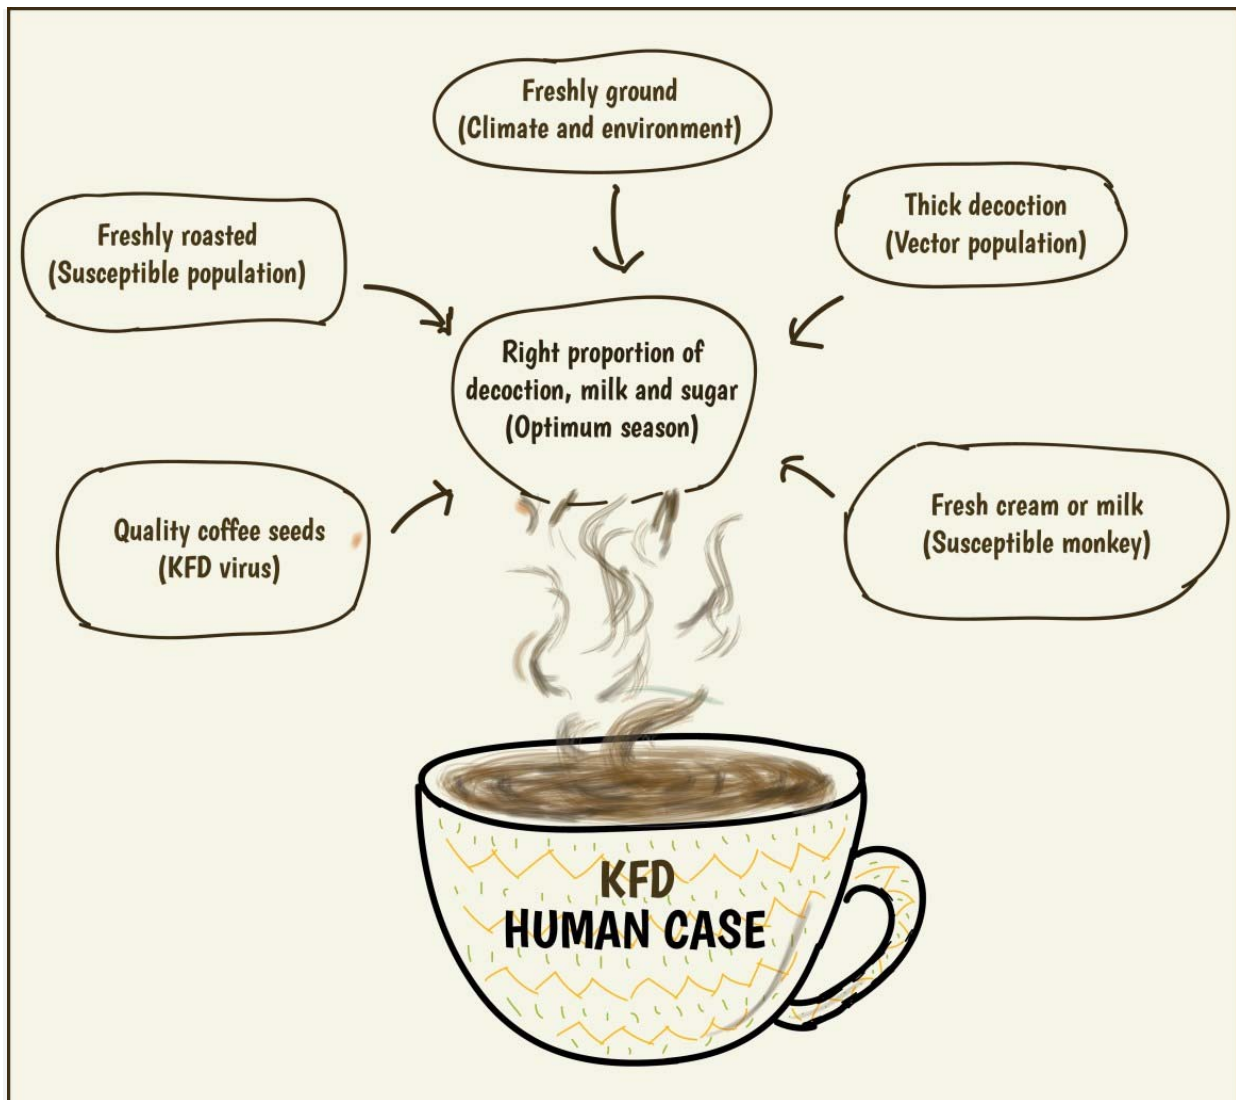 Freshly ground
(Climate and environment)
Thick decoction
(Vector population)
Freshly roasted
(Susceptible population)
Right proportion of
decoction, milk and sugar
(Optimum season)
Quality coffee seeds
(KFD virus)
Fresh cream or milk
(Susceptible monkey)
KFD
HUMAN CASE